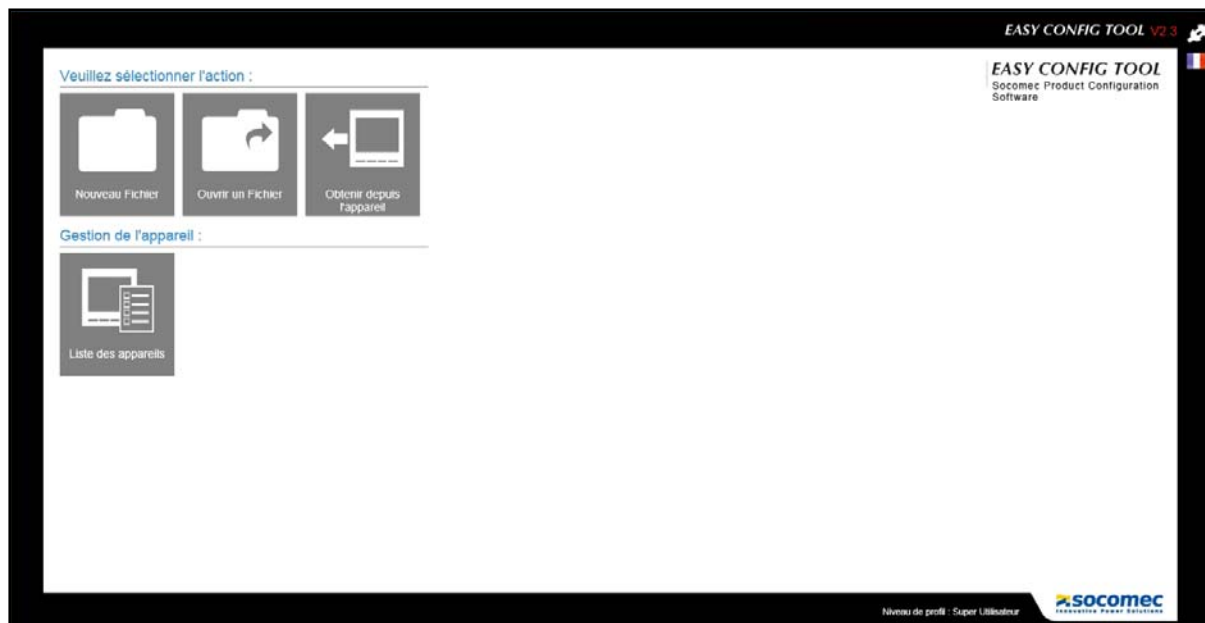 EASY CONFIG TOOL V2.3
Veuillez sélectionner l'action :
EASY CONFIG TOOL
Socomec Product Configuration
Software
Nouveau Fichier
Ouvrir un Fichier
Obtenir depuis
l'appareil
Gestion de l'appareil :
Liste des appareils
Niveau de profil : Super Utilisateur
socomec
Innovative Power Solutions